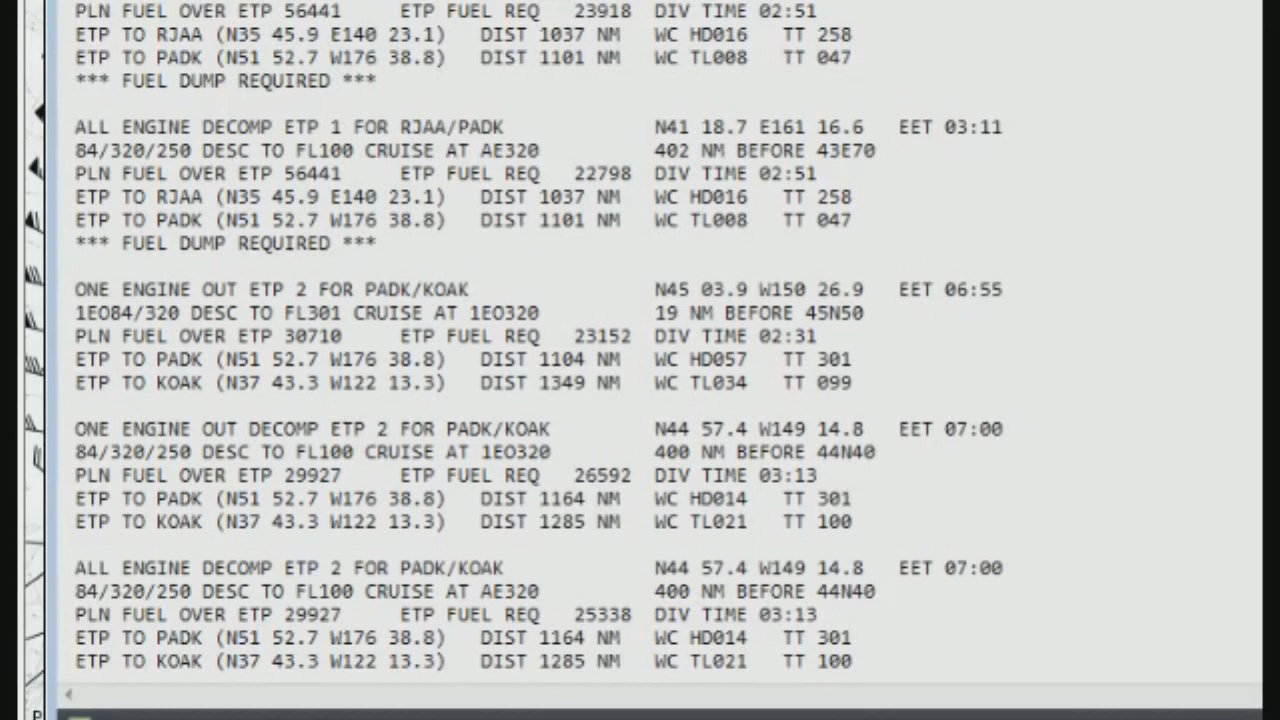 PLN FUEL OVER ETP 56441 ETP FUEL REQ 23918 DIV TIME 02:51
ETP TO RJAA (N35 45.9 E140 23.1) DIST 1037 NM WC HD016 TT 258
ETP TO PADK (N51 52.7 W176 38.8) DIST 1101 NM WC TL008 TT 047
*** FUEL DUMP REQUIRED ***
ALL ENGINE DECOMP ETP 1 FOR RJAA/PADK N41 18.7 E161 16.6 EET 03:11
84/320/250 DESC TO FL100 CRUISE AT AE320 402 NM BEFORE 43E70
PLN FUEL OVER ETP 56441 ETP FUEL REQ 22798 DIV TIME 02:51
ETP TO RJAA (N35 45.9 E140 23.1) DIST 1037 NM WC HD016 TT 258
ETP TO PADK (N51 52.7 W176 38.8) DIST 1101 NM WC TL008 TT 047
*** FUEL DUMP REQUIRED ***
ONE ENGINE OUT ETP 2 FOR PADK/KOAK N45 03.9 W150 26.9 EET 06:55
1EO84/320 DESC TO FL301 CRUISE AT 1EO320 19 NM BEFORE 45N50
PLN FUEL OVER ETP 30710 ETP FUEL REQ 23152 DIV TIME 02:31
ETP TO PADK (N51 52.7 W176 38.8) DIST 1104 NM WC HD057 TT 301
ETP TO KOAK (N37 43.3 W122 13.3) DIST 1349 NM WC TL034 TT 099
ONE ENGINE OUT DECOMP ETP 2 FOR PADK/KOAK N44 57.4 W149 14.8 EET 07:00
84/320/250 DESC TO FL100 CRUISE AT 1EO320 400 NM BEFORE 44N40
PLN FUEL OVER ETP 29927 ETP FUEL REQ 26592 DIV TIME 03:13
ETP TO PADK (N51 52.7 W176 38.8) DIST 1164 NM WC HD014 TT 301
ETP TO KOAK (N37 43.3 W122 13.3) DIST 1285 NM WC TL021 TT 100
ALL ENGINE DECOMP ETP 2 FOR PADK/KOAK N44 57.4 W149 14.8 EET 07:00
84/320/250 DESC TO FL100 CRUISE AT AE320 400 NM BEFORE 44N40
PLN FUEL OVER ETP 29927 ETP FUEL REQ 25338 DIV TIME 03:13
ETP TO PADK (N51 52.7 W176 38.8) DIST 1164 NM WC HD014 TT 301
ETP TO KOAK (N37 43.3 W122 13.3) DIST 1285 NM WC TL021 TT 100
P